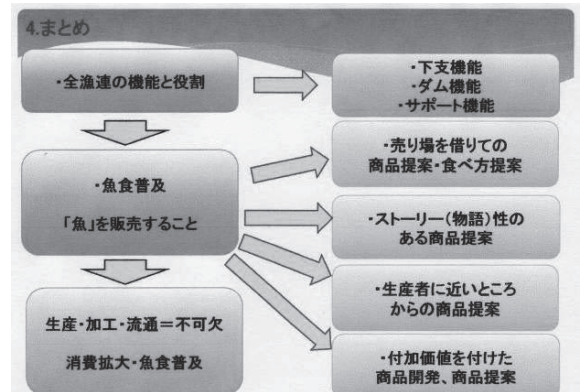 4.まとめ
・全漁連の機能と役割
・下支機能
・ダム機能
・サポート機能
・魚食普及
「魚」を販売すること
・売り場を借りての
商品提案・食べ方提案
・ストーリー(物語)性の
ある商品提案
・生産者に近いところ
からの商品提案
生産・加工・流通=不可欠
消費拡大・魚食普及
・付加価値を付けた
商品開発、商品提案